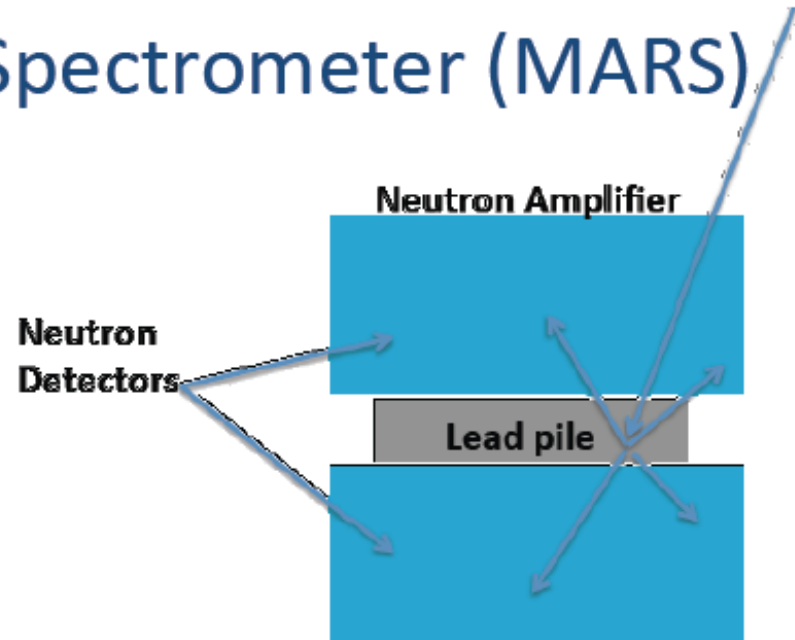 Spectrometer (MARS)
Neutron Amplifier
Neutron
Detectors
Lead pile